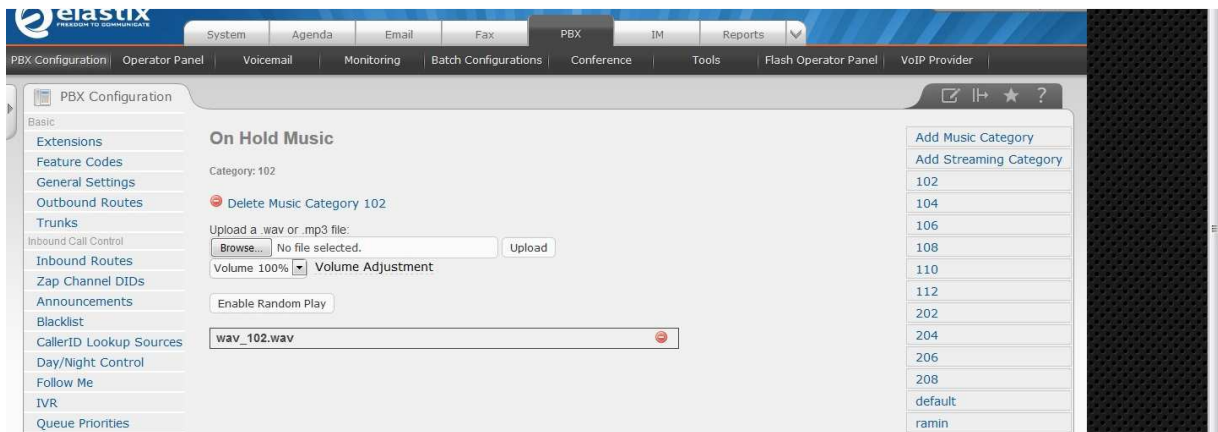 elastix
FREEDOM TO COMMUNICATE
System Agenda Email Fax PBX IM Reports
PBX Configuration Operator Panel Voicemail Monitoring Batch Configurations Conference Tools Flash Operator Panel VoIP Provider
PBX Configuration
Basic
Extensions
Feature Codes
General Settings
Outbound Routes
Trunks
Inbound Call Control
Inbound Routes
Zap Channel DIDs
Announcements
Blacklist
CallerID Lookup Sources
Day/Night Control
Follow Me
IVR
Queue Priorities
On Hold Music
Category: 102
Delete Music Category 102
Upload a .wav or .mp3 file:
Browse... No file selected. Upload
Volume 100% Volume Adjustment
Enable Random Play
wav_102.wav
?
Add Music Category
Add Streaming Category
102
104
106
108
110
112
202
204
206
208
default
ramin